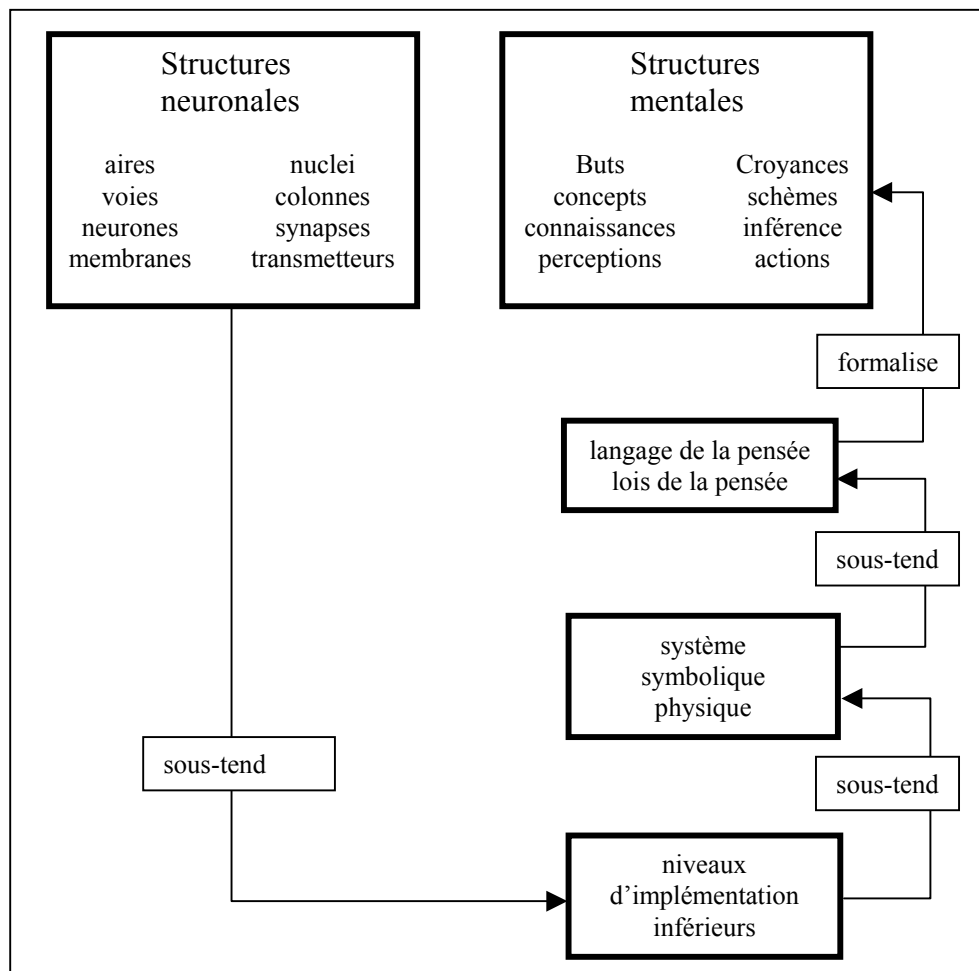 Structures
neuronales
aires nuclei
voies colonnes
neurones synapses
membranes transmetteurs
Structures
mentales
Buts Croyances
concepts schèmes
connaissances inférence
perceptions actions
formalise
langage de la pensée
lois de la pensée
sous-tend
système
symbolique
physique
sous-tend
sous-tend
niveaux
d’implémentation
inférieurs